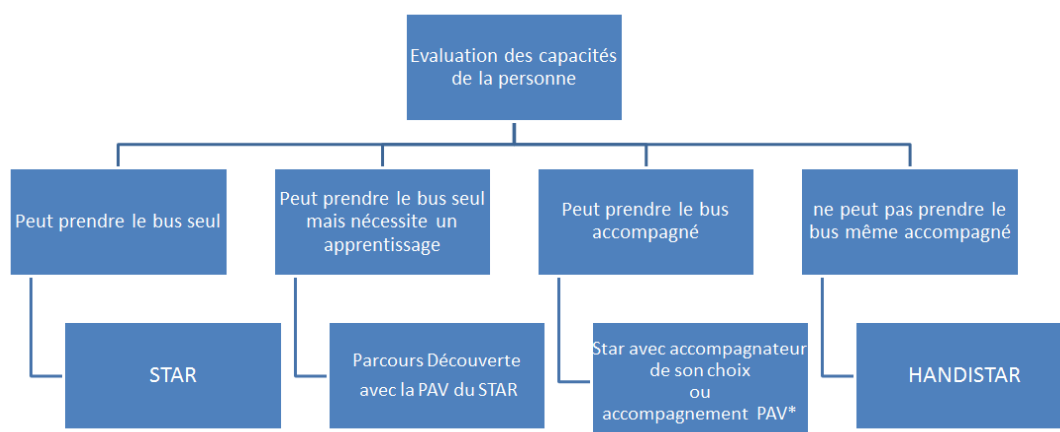 Evaluation des capacités
de la personne
Peut prendre le bus seul
Peut prendre le bus seul
mais nécessite un
apprentissage
Peut prendre le bus
accompagné
ne peut pas prendre le
bus même accompagné
STAR
Parcours Découverte
avec la PAV du STAR
Star avec accompagnateur
de son choix
ou
accompagnement PAV*
HANDISTAR